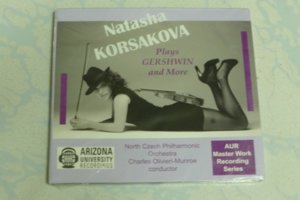 Natasha
KORSAKOVA
Plays
GERSHWIN
and More
ARIZONA
UNIVERSITY
RECORDINGS
North Czech Philharmonic
Orchestra
Charles Olivieri-Munroe
conductor
AUR
Master Work
Recording
Series